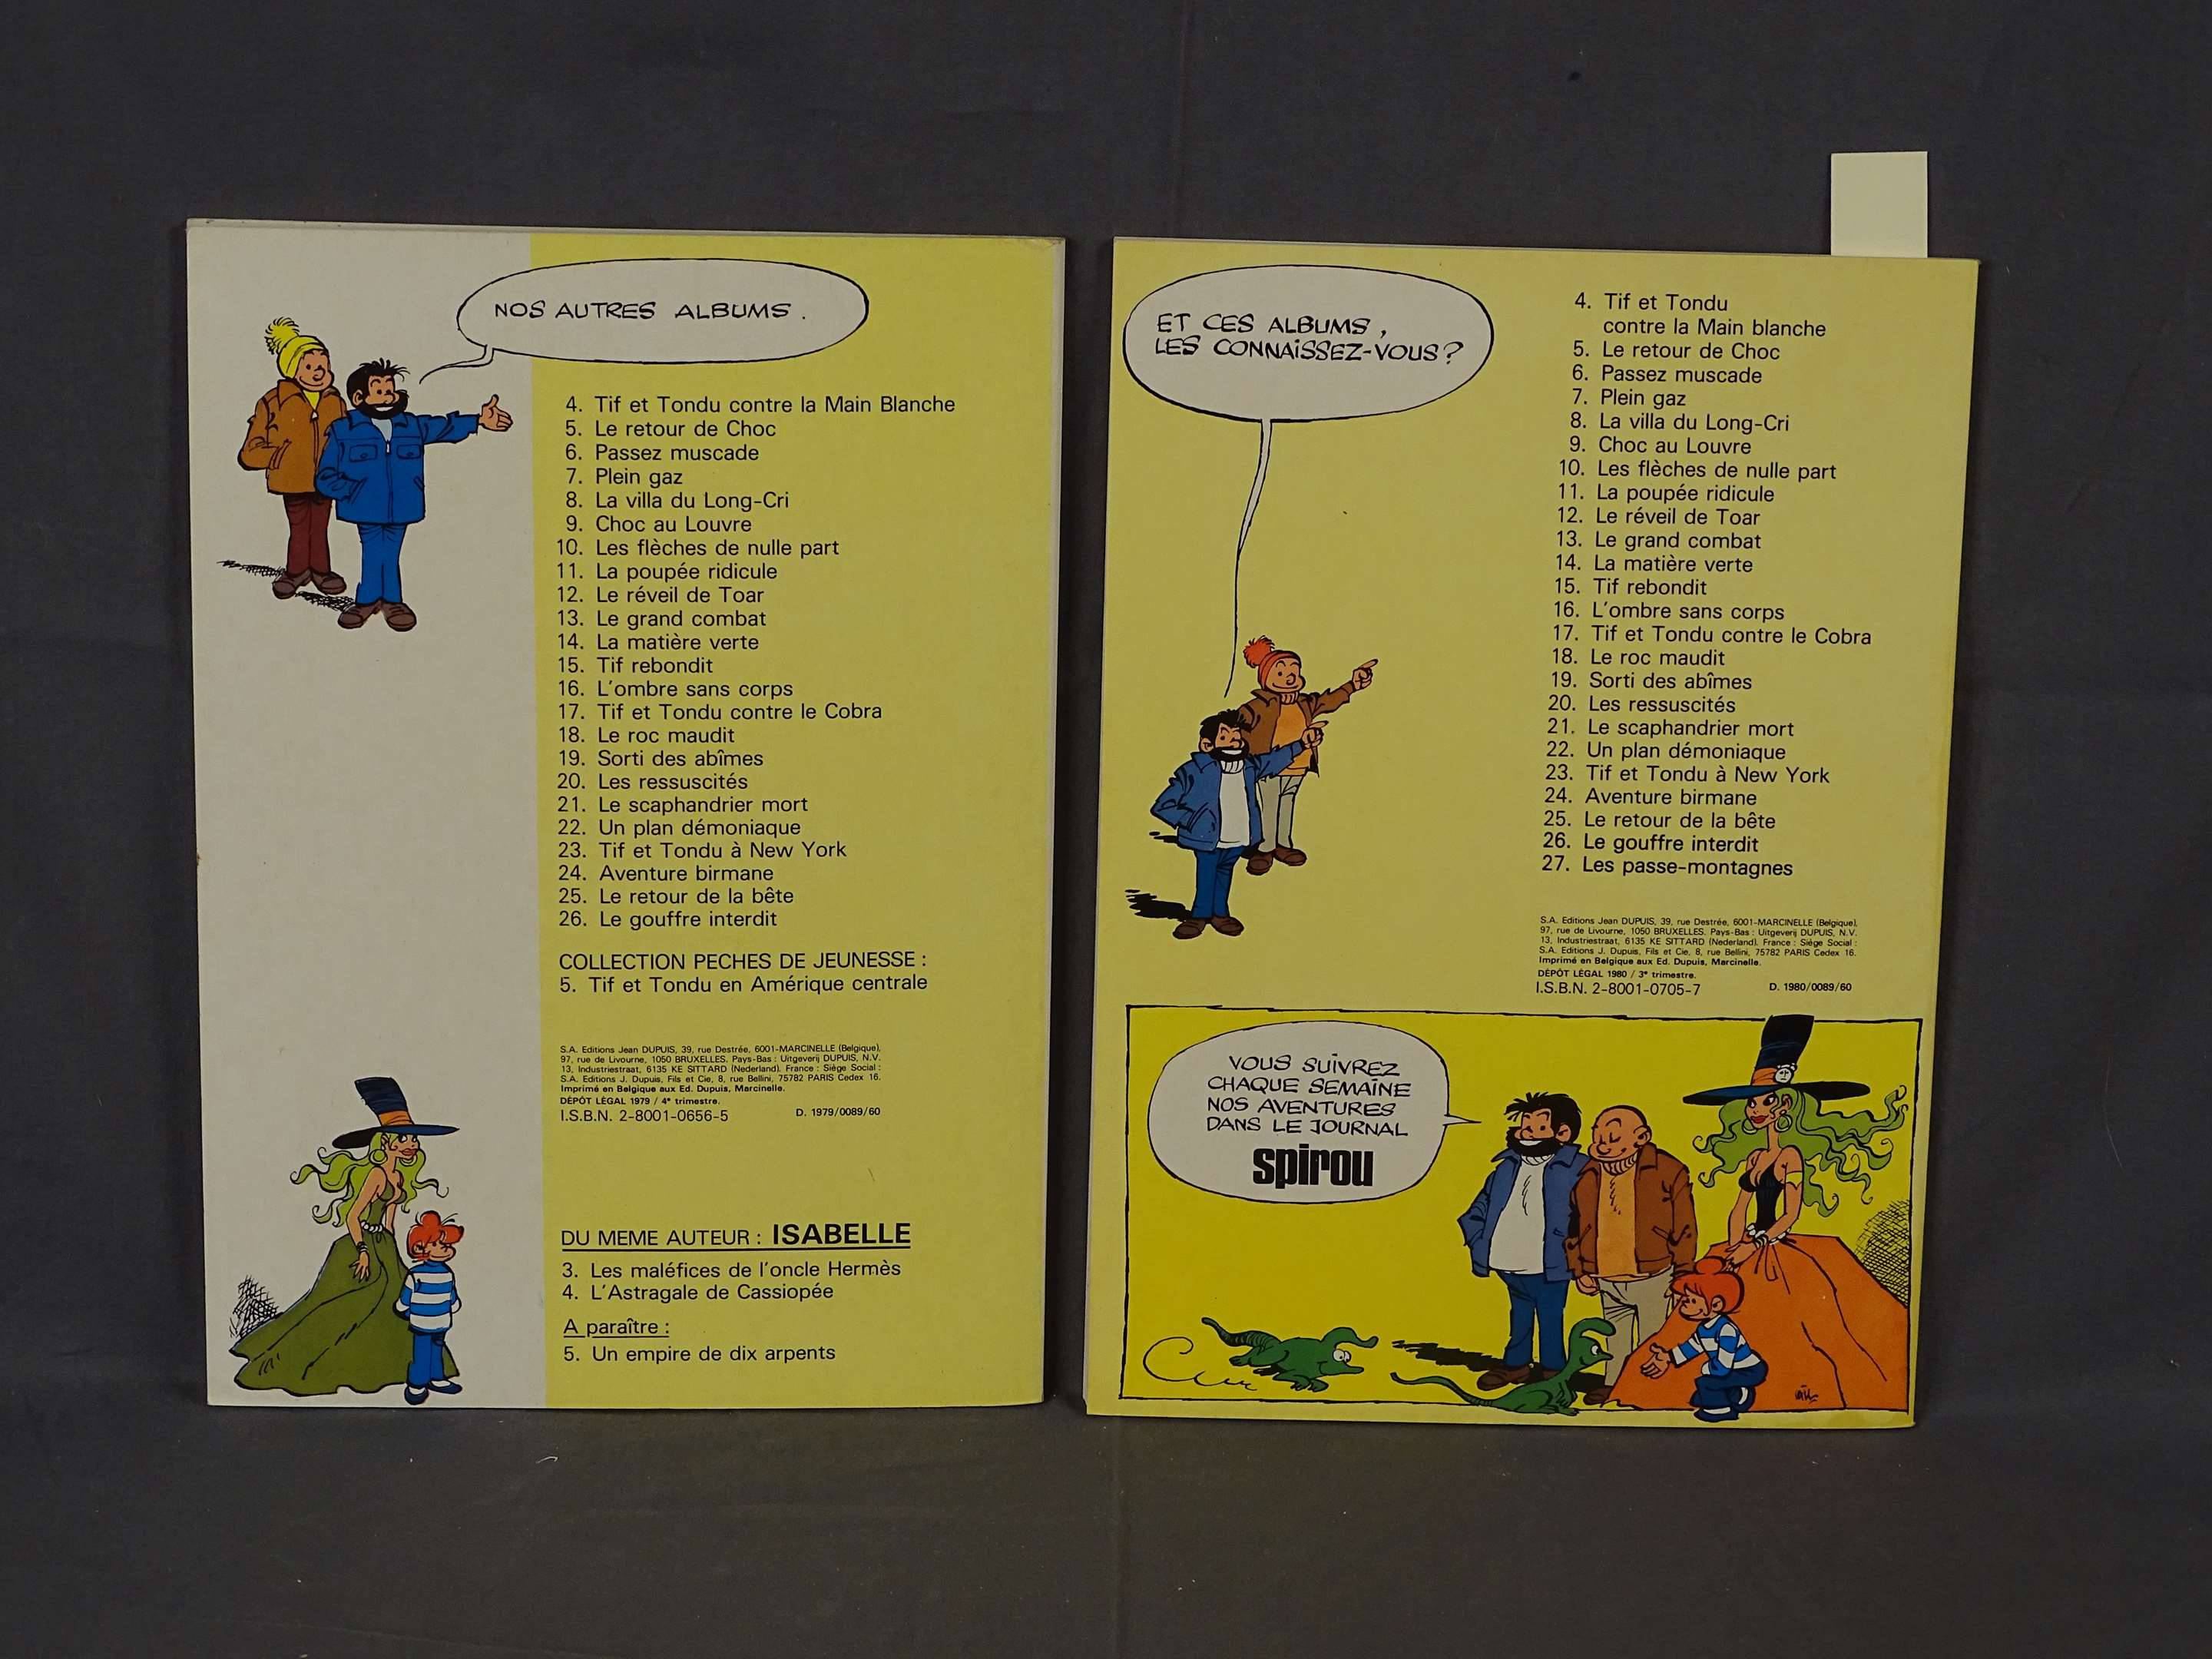 NOS AUTRES ALBUMS.
4. Tif et Tondu contre la Main Blanche
5. Le retour de Choc
6. Passez muscade
7. Plein gaz
8. La villa du Long-Cri
9. Choc au Louvre
10. Les flèches de nulle part
11. La poupée ridicule
12. Le réveil de Toar
13. Le grand combat
14. La matière verte
15. Tif rebondit
16. L'ombre sans corps
17. Tif et Tondu contre le Cobra
18. Le roc maudit
19. Sorti des abîmes
20. Les ressuscités
21. Le scaphandrier mort
22. Un plan démoniaque
23. Tif et Tondu à New York
24. Aventure birmane
25. Le retour de la bête
26. Le gouffre interdit
COLLECTION PECHES DE JEUNESSE :
5. Tif et Tondu en Amérique centrale
S.A. Editions Jean DUPUIS, 39, rue Destrée, 6001-MARCINELLE (Belgique),
97, rue de Livourne, 1050 BRUXELLES. Pays-Bas : Uitgeverij DUPUIS, N.V.
13, Industriestraat, 6135 KE SITTARD (Nederland). France : Siège Social :
S.A. Editions J. Dupuis, Fils et Cie, 8, rue Bellini, 75782 PARIS Cedex 16.
Imprimé en Belgique aux Ed. Dupuis, Marcinelle.
DÉPÔT LÉGAL 1979 / 4e trimestre.
I.S.B.N. 2-8001-0656-5 D. 1979/0089/60
DU MEME AUTEUR : ISABELLE
3. Les maléfices de l'oncle Hermès
4. L'Astragale de Cassiopée
A paraître :
5. Un empire de dix arpents
ET CES ALBUMS,
LES CONNAISSEZ-VOUS ?
4. Tif et Tondu
contre la Main blanche
5. Le retour de Choc
6. Passez muscade
7. Plein gaz
8. La villa du Long-Cri
9. Choc au Louvre
10. Les flèches de nulle part
11. La poupée ridicule
12. Le réveil de Toar
13. Le grand combat
14. La matière verte
15. Tif rebondit
16. L'ombre sans corps
17. Tif et Tondu contre le Cobra
18. Le roc maudit
19. Sorti des abîmes
20. Les ressuscités
21. Le scaphandrier mort
22. Un plan démoniaque
23. Tif et Tondu à New York
24. Aventure birmane
25. Le retour de la bête
26. Le gouffre interdit
27. Les passe-montagnes
S.A. Editions Jean DUPUIS, 39, rue Destrée, 6001-MARCINELLE (Belgique),
97, rue de Livourne, 1050 BRUXELLES. Pays-Bas : Uitgeverij DUPUIS, N.V.
13, Industriestraat, 6135 KE SITTARD (Nederland). France : Siège Social :
S.A. Editions J. Dupuis, Fils et Cie, 8, rue Bellini, 75782 PARIS Cedex 16.
Imprimé en Belgique aux Ed. Dupuis, Marcinelle.
DÉPÔT LÉGAL 1980 / 3e trimestre.
I.S.B.N. 2-8001-0705-7 D. 1980/0089/60
VOUS SUIVREZ
CHAQUE SEMAINE
NOS AVENTURES
DANS LE JOURNAL
spirou